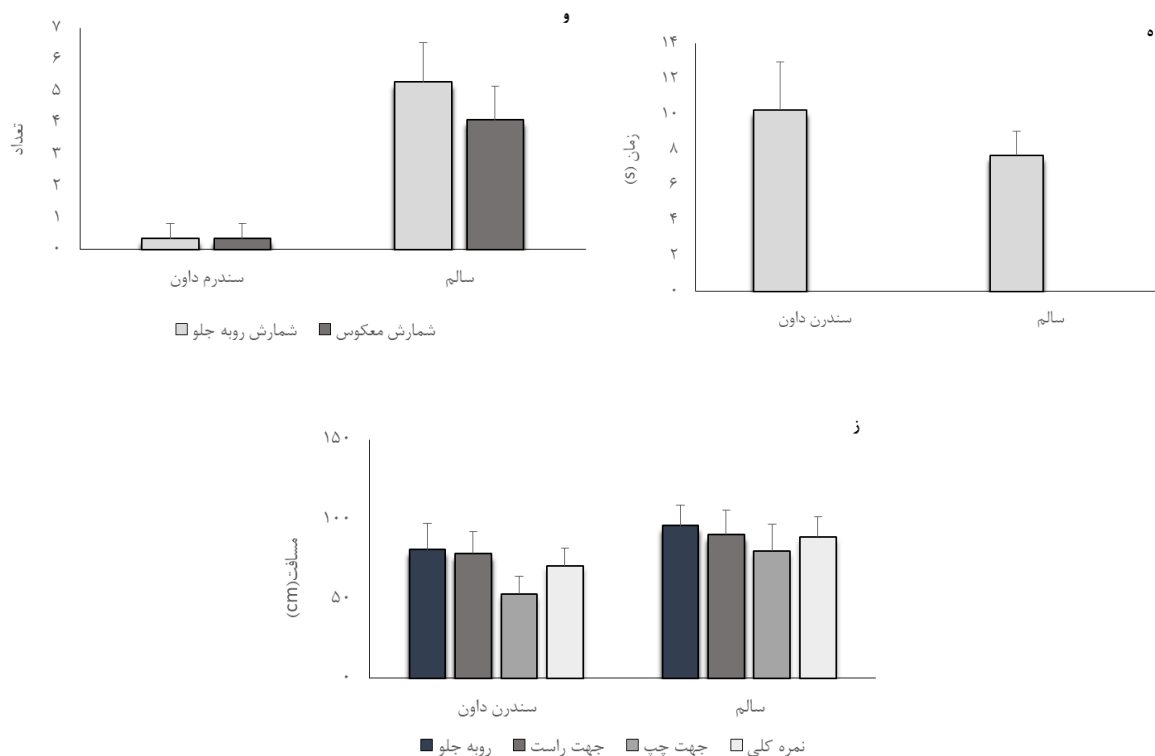 و
۷
۶
۵
۴
۳
۲
۱
۰
تعداد
سندرم داون
سالم
شمارش روبه جلو
شمارش معکوس
ه
۱۴
۱۲
۱۰
۸
۶
۴
۲
۰
زمان (s)
سندرن داون
سالم
ز
۱۵۰
۱۰۰
۵۰
۰
مسافت(cm)
سندرن داون
سالم
روبه جلو
جهت راست
جهت چپ
نمره کلی